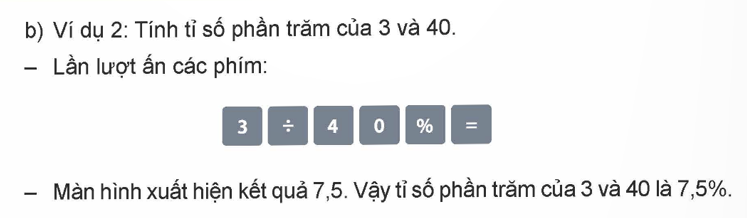 b) Ví dụ 2: Tính tỉ số phần trăm của 3 và 40.
– Lần lượt ấn các phím:
3 ÷ 4 0 % =
– Màn hình xuất hiện kết quả 7,5. Vậy tỉ số phần trăm của 3 và 40 là 7,5%.